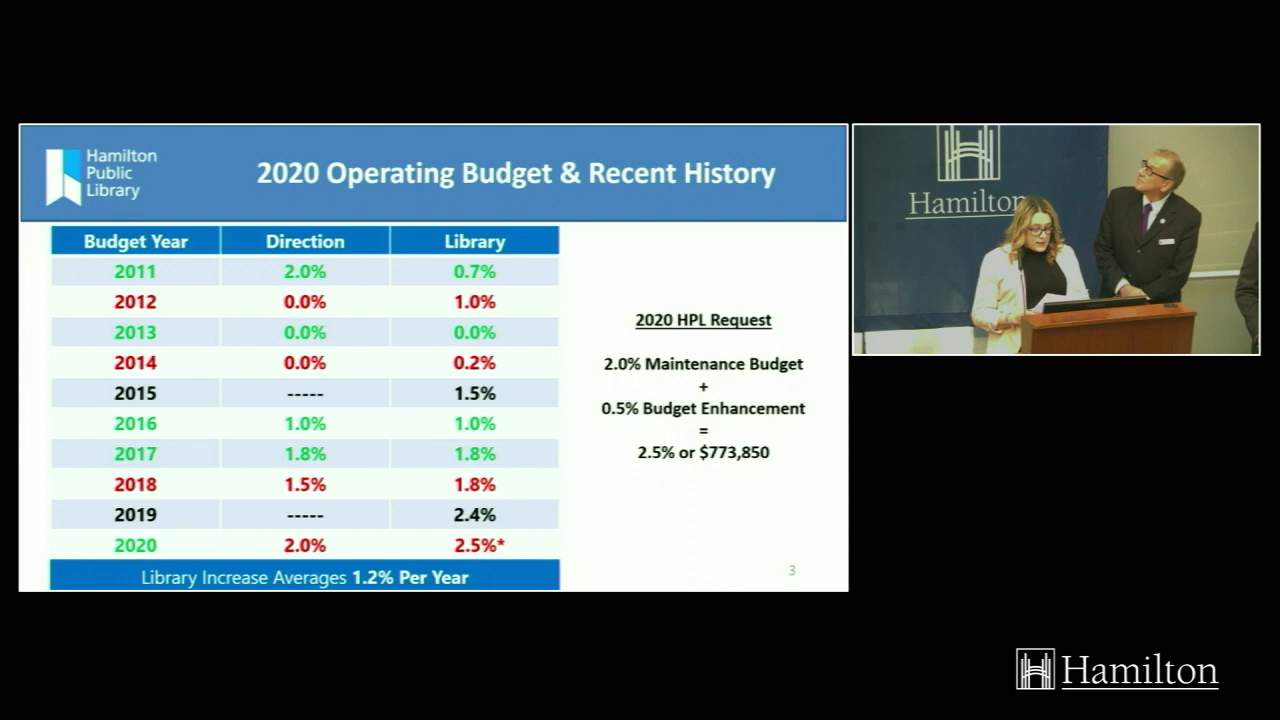 Hamilton
Public
Library
2020 Operating Budget & Recent History
Budget Year Direction Library
2011 2.0% 0.7%
2012 0.0% 1.0%
2013 0.0% 0.0%
2014 0.0% 0.2%
2015 ----- 1.5%
2016 1.0% 1.0%
2017 1.8% 1.8%
2018 1.5% 1.8%
2019 ----- 2.4%
2020 2.0% 2.5%*
Library Increase Averages 1.2% Per Year
2020 HPL Request
2.0% Maintenance Budget
+
0.5% Budget Enhancement
=
2.5% or $773,850
3
Hamilton
Hamilton